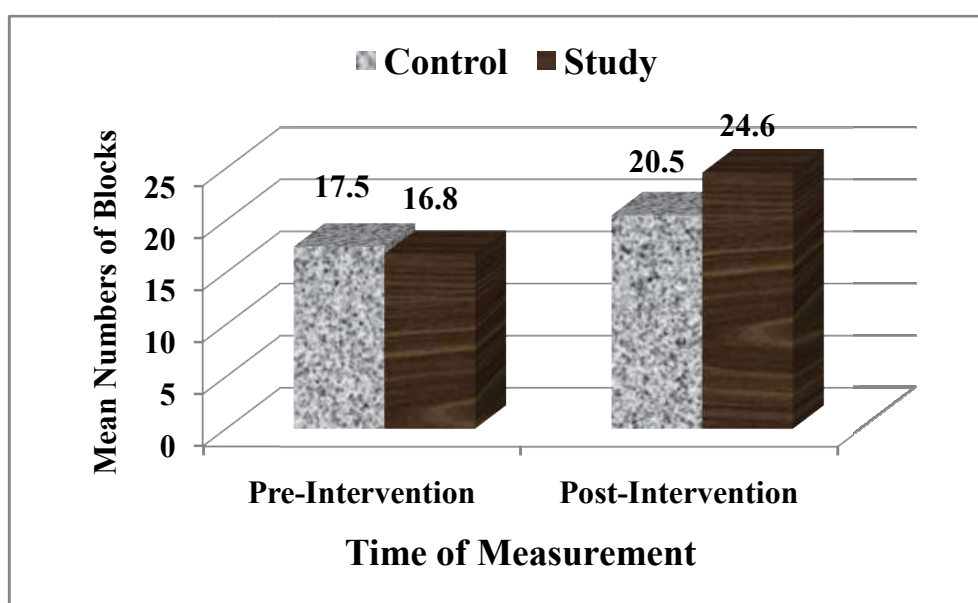 Control Study
24.6
17.5 16.8 20.5
25
20
15
10
5
0
Mean Numbers of Blocks
Pre-Intervention Post-Intervention
Time of Measurement